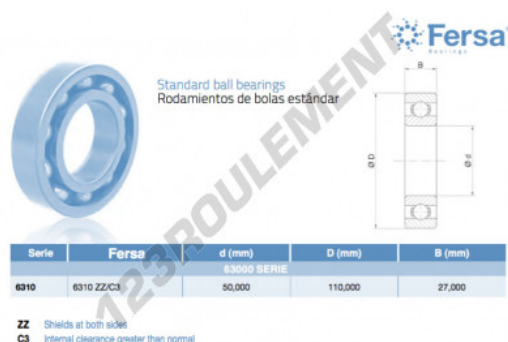 Fersa
Bearings
Standard ball bearings
Rodamientos de bolas estándar
B
Ø D
Ø d
Serie Fersa d (mm) D (mm) B (mm)
63000 SERIE
6310 6310 ZZ/C3 50,000 110,000 27,000
ZZ Shields at both sides
C3 Internal clearance greater than normal
123ROULEMENT